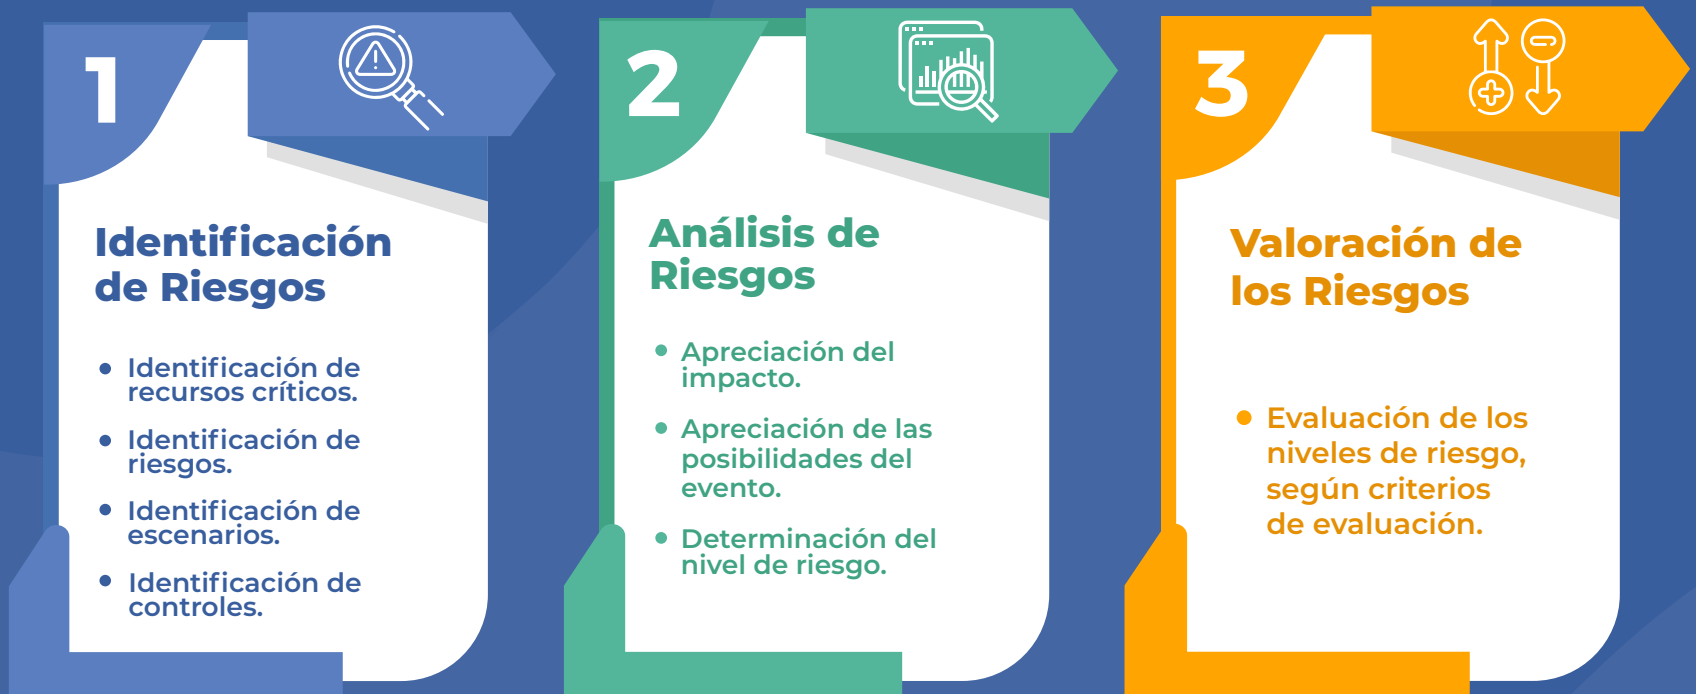 1
Identificación
de Riesgos
• Identificación de
recursos críticos.
• Identificación de
riesgos.
• Identificación de
escenarios.
• Identificación de
controles.
2
Análisis de
Riesgos
• Apreciación del
impacto.
• Apreciación de las
posibilidades del
evento.
• Determinación del
nivel de riesgo.
3
Valoración de
los Riesgos
• Evaluación de los
niveles de riesgo,
según criterios
de evaluación.